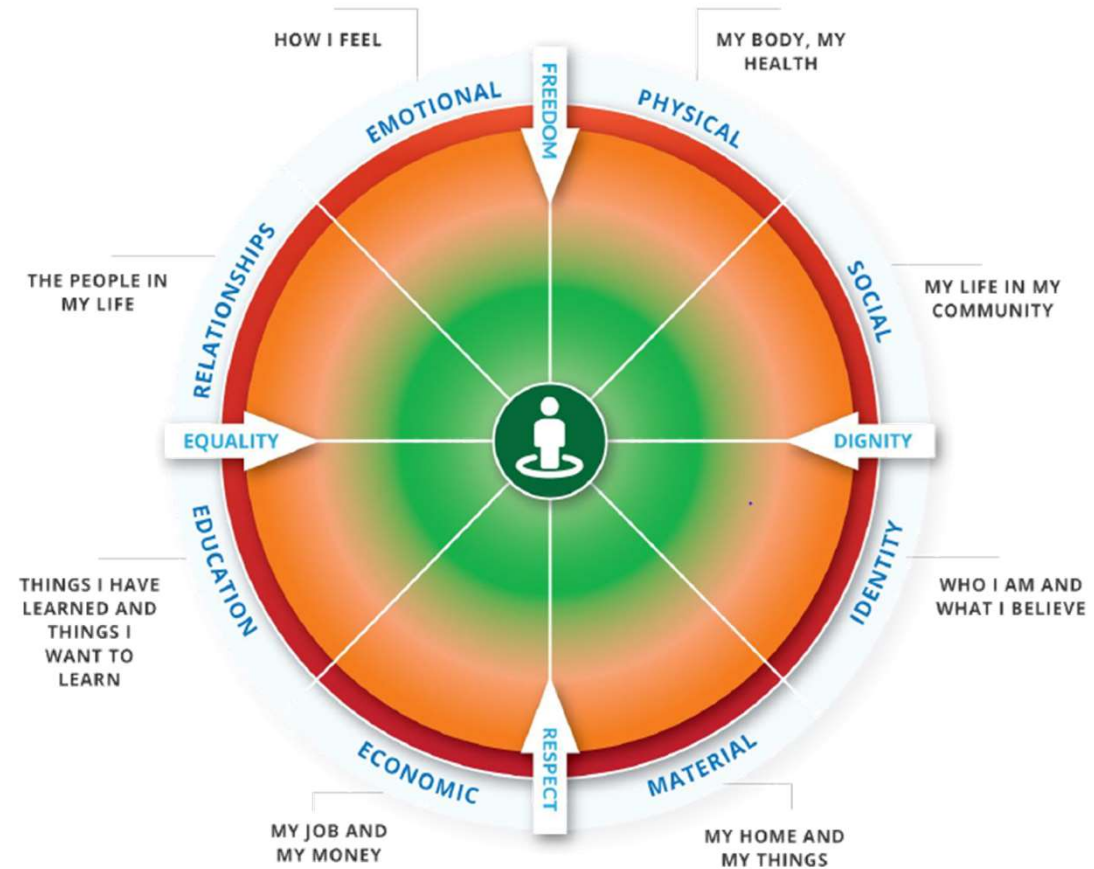 HOW I FEEL
MY BODY, MY
HEALTH
EMOTIONAL
FREEDOM
PHYSICAL
RELATIONSHIPS
SOCIAL
THE PEOPLE IN
MY LIFE
MY LIFE IN MY
COMMUNITY
EQUALITY
DIGNITY
EDUCATION
IDENTITY
THINGS I HAVE
LEARNED AND
THINGS I
WANT TO
LEARN
WHO I AM AND
WHAT I BELIEVE
ECONOMIC
RESPECT
MATERIAL
MY JOB AND
MY MONEY
MY HOME AND
MY THINGS